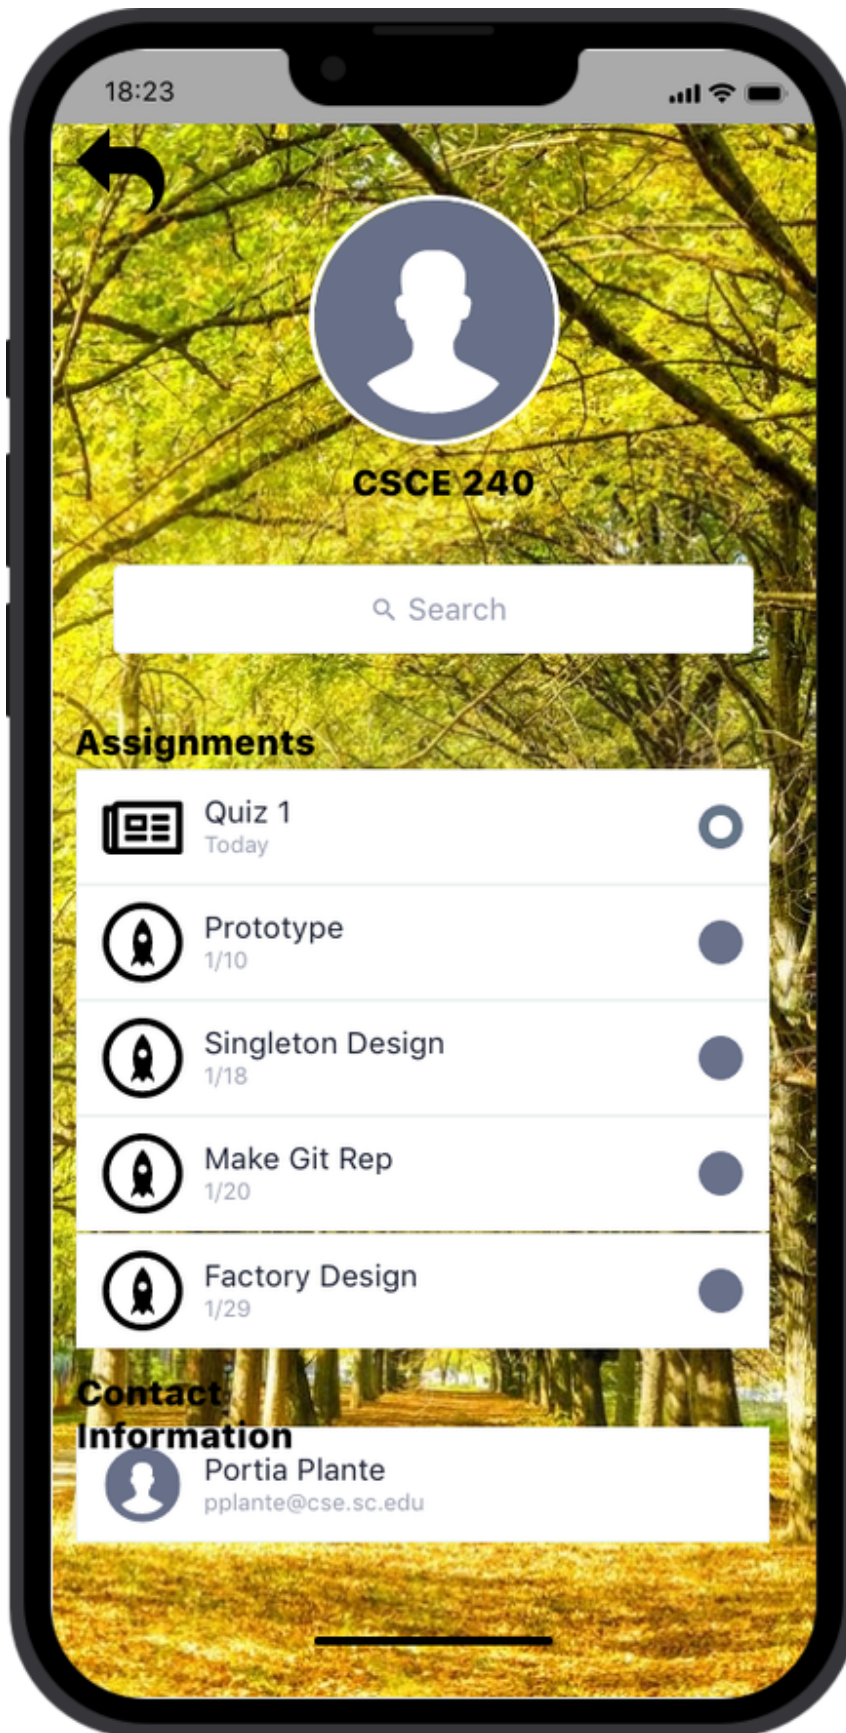 18:23
CSCE 240
Search
Assignments
Quiz 1
Today
Prototype
1/10
Singleton Design
1/18
Make Git Rep
1/20
Factory Design
1/29
Contact
Information
Portia Plante
pplante@cse.sc.edu